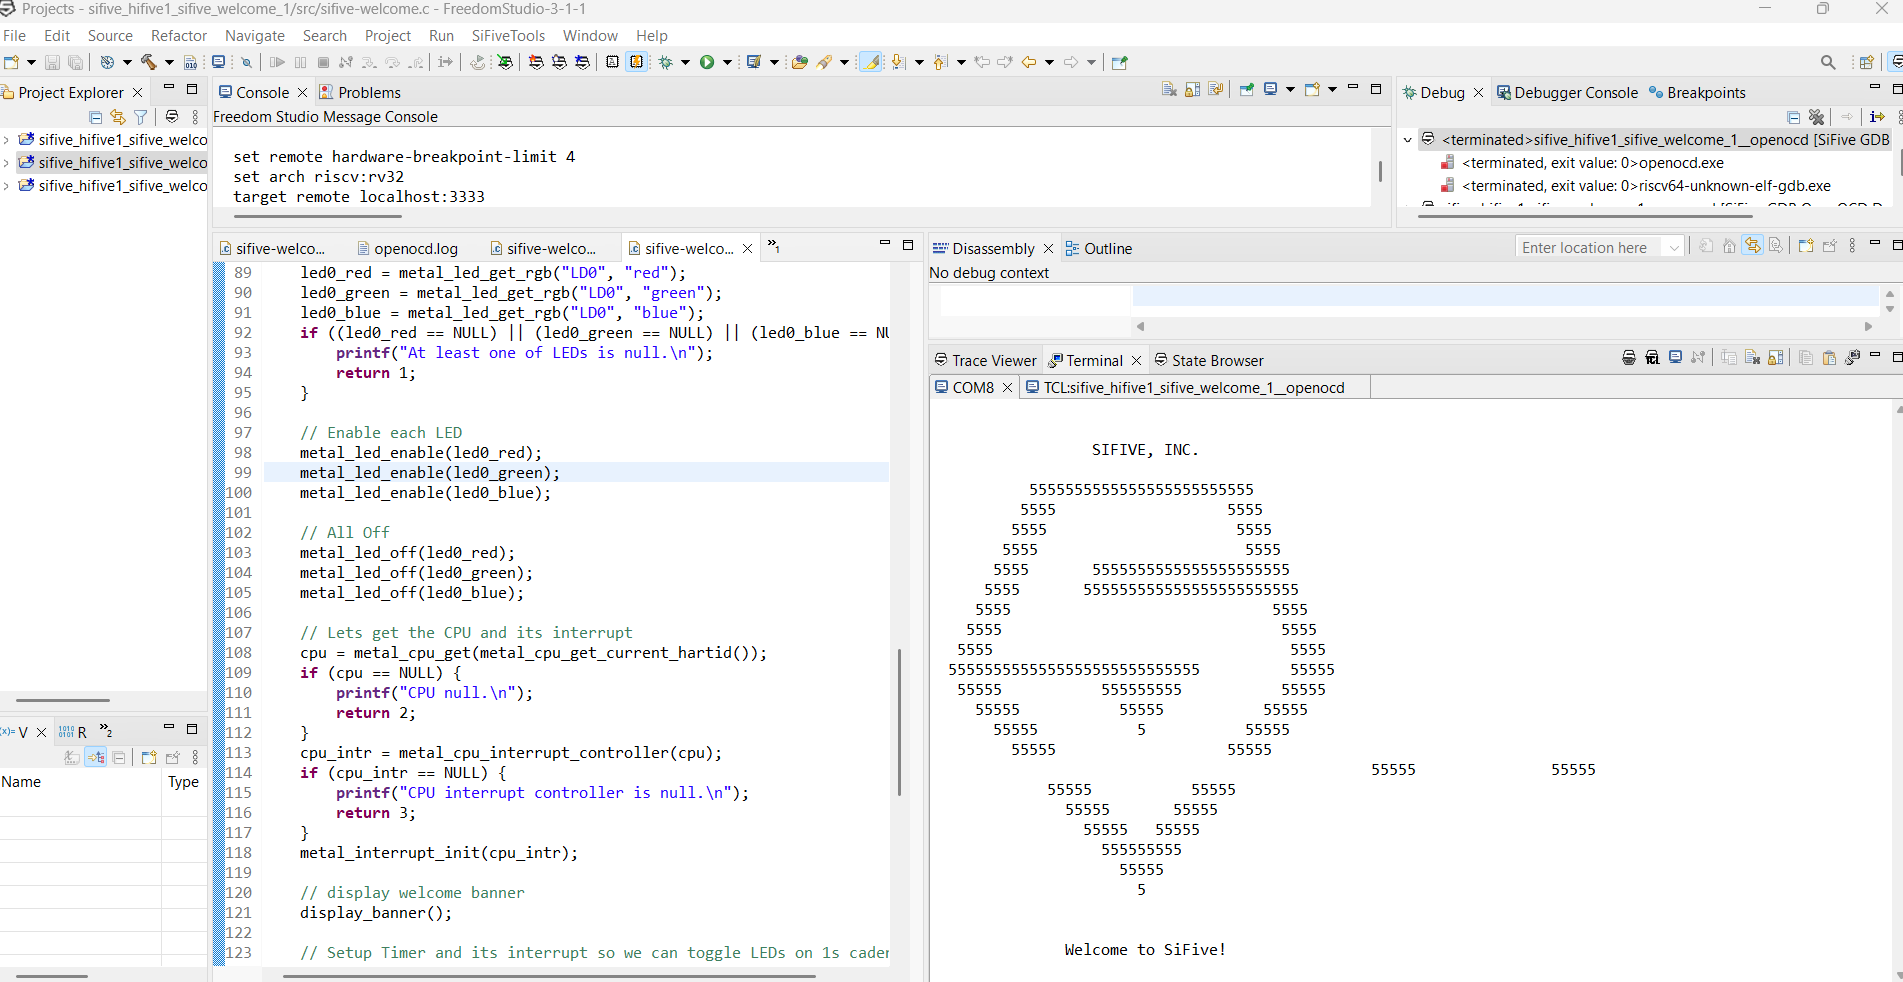 Projects - sifive_hifive1_sifive_welcome_1/src/sifive-welcome.c - FreedomStudio-3-1-1
File Edit Source Refactor Navigate Search Project Run SiFiveTools Window Help
Project Explorer
sifive_hifive1_sifive_welco
sifive_hifive1_sifive_welco
sifive_hifive1_sifive_welco
Console Problems
Freedom Studio Message Console
set remote hardware-breakpoint-limit 4
set arch riscv:rv32
target remote localhost:3333
Debug Debugger Console Breakpoints
<terminated>sifive_hifive1_sifive_welcome_1__openocd [SiFive GDB
<terminated, exit value: 0>openocd.exe
<terminated, exit value: 0>riscv64-unknown-elf-gdb.exe
sifive-welco... openocd.log sifive-welco... sifive-welco... »1
89 led0_red = metal_led_get_rgb("LD0", "red");
90 led0_green = metal_led_get_rgb("LD0", "green");
91 led0_blue = metal_led_get_rgb("LD0", "blue");
92 if ((led0_red == NULL) || (led0_green == NULL) || (led0_blue == NU
93 printf("At least one of LEDs is null.\n");
94 return 1;
95 }
96
97 // Enable each LED
98 metal_led_enable(led0_red);
99 metal_led_enable(led0_green);
100 metal_led_enable(led0_blue);
101
102 // All Off
103 metal_led_off(led0_red);
104 metal_led_off(led0_green);
105 metal_led_off(led0_blue);
106
107 // Lets get the CPU and its interrupt
108 cpu = metal_cpu_get(metal_cpu_get_current_hartid());
109 if (cpu == NULL) {
110 printf("CPU null.\n");
111 return 2;
112 }
113 cpu_intr = metal_cpu_interrupt_controller(cpu);
114 if (cpu_intr == NULL) {
115 printf("CPU interrupt controller is null.\n");
116 return 3;
117 }
118 metal_interrupt_init(cpu_intr);
119
120 // display welcome banner
121 display_banner();
122
123 // Setup Timer and its interrupt so we can toggle LEDs on 1s cader
(x)= V 1010 0101 R »2
Name Type
Disassembly Outline
Enter location here
No debug context
Trace Viewer Terminal State Browser
TCL
COM8 TCL:sifive_hifive1_sifive_welcome_1__openocd
SIFIVE, INC.
5555555555555555555555555
5555 5555
5555 5555
5555 5555
5555 5555555555555555555555
5555 555555555555555555555555
5555 5555
5555 5555
5555 5555
5555555555555555555555555555 55555
55555 555555555 55555
55555 55555 55555
55555 5 55555
55555 55555
55555 55555
55555 55555
55555 55555
55555 55555
555555555
55555
5
Welcome to SiFive!